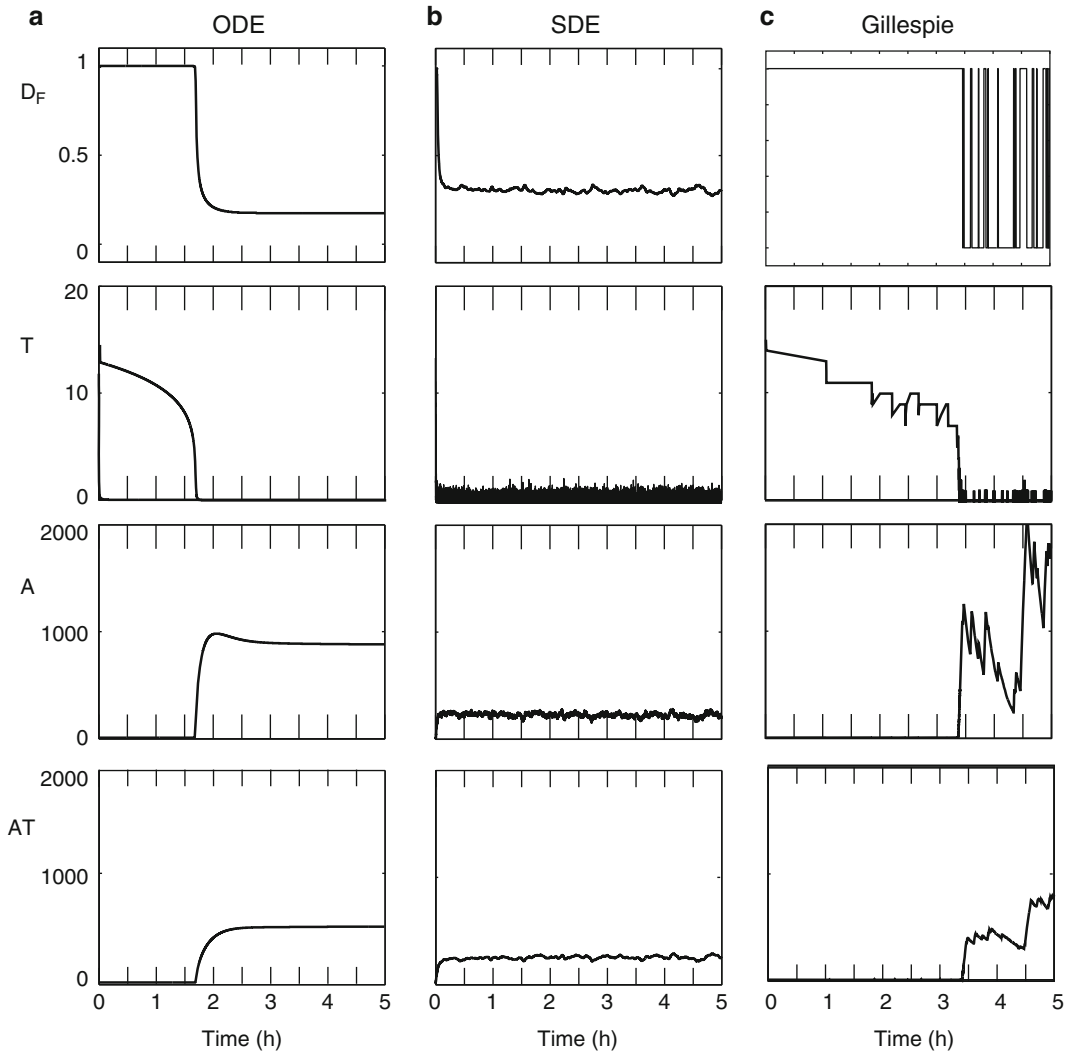 a ODE b SDE c Gillespie
1
D_F
0.5
0
20
T
10
0
2000
A
1000
0
2000
AT
1000
0
0 1 2 3 4 5 0 1 2 3 4 5 0 1 2 3 4 5
Time (h) Time (h) Time (h)